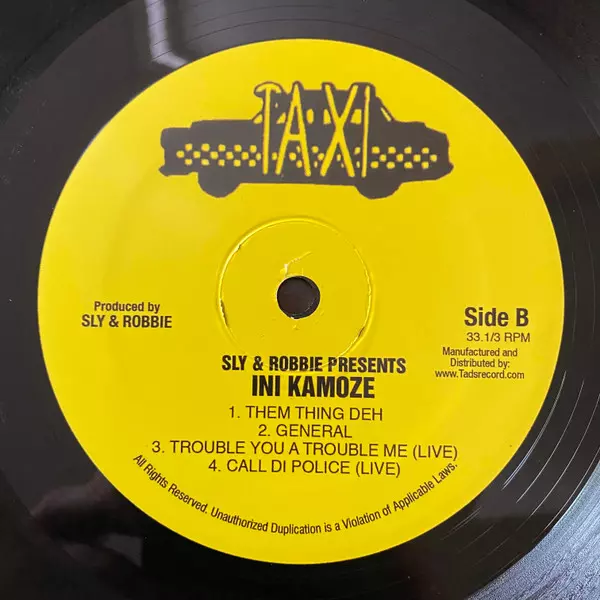 TAXI
Produced by
SLY & ROBBIE
Side B
33.1/3 RPM
Manufactured and
Distributed by:
www.Tadsrecord.com
SLY & ROBBIE PRESENTS
INI KAMOZE
1. THEM THING DEH
2. GENERAL
3. TROUBLE YOU A TROUBLE ME (LIVE)
4. CALL DI POLICE (LIVE)
All Rights Reserved. Unauthorized Duplication is a Violation of Applicable Laws.